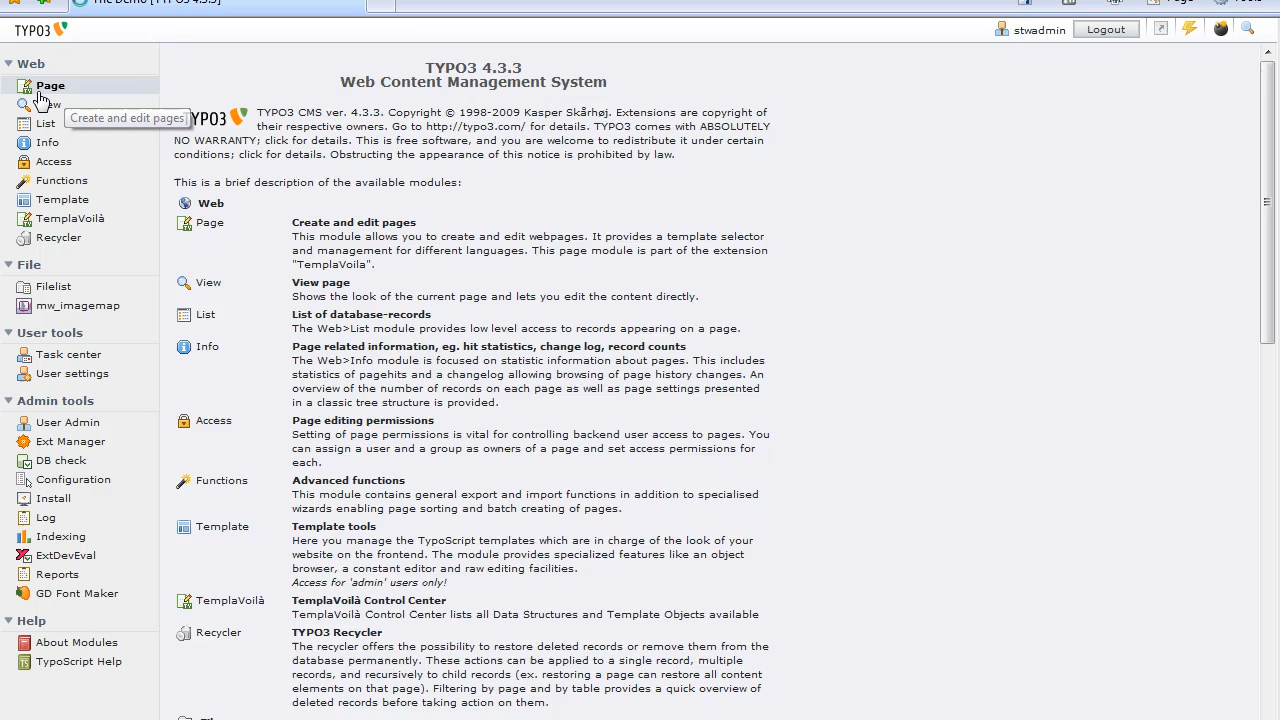 The Demo [TYPO3 4.3.3]
Page
Tools
TYPO3
stwadmin
Logout
Web
Page
View
Create and edit pages
List
Info
Access
Functions
Template
TemplaVoilà
Recycler
File
Filelist
mw_imagemap
User tools
Task center
User settings
Admin tools
User Admin
Ext Manager
DB check
Configuration
Install
Log
Indexing
ExtDevEval
Reports
GD Font Maker
Help
About Modules
TypoScript Help
TYPO3 4.3.3
Web Content Management System
TYPO3
TYPO3 CMS ver. 4.3.3. Copyright © 1998-2009 Kasper Skårhøj. Extensions are copyright of
their respective owners. Go to http://typo3.com/ for details. TYPO3 comes with ABSOLUTELY
NO WARRANTY; click for details. This is free software, and you are welcome to redistribute it under certain
conditions; click for details. Obstructing the appearance of this notice is prohibited by law.
This is a brief description of the available modules:
Web
Page
Create and edit pages
This module allows you to create and edit webpages. It provides a template selector
and management for different languages. This page module is part of the extension
"TemplaVoila".
View
View page
Shows the look of the current page and lets you edit the content directly.
List
List of database-records
The Web>List module provides low level access to records appearing on a page.
Info
Page related information, eg. hit statistics, change log, record counts
The Web>Info module is focused on statistic information about pages. This includes
statistics of pagehits and a changelog allowing browsing of page history changes. An
overview of the number of records on each page as well as page settings presented
in a classic tree structure is provided.
Access
Page editing permissions
Setting of page permissions is vital for controlling backend user access to pages. You
can assign a user and a group as owners of a page and set access permissions for
each.
Functions
Advanced functions
This module contains general export and import functions in addition to specialised
wizards enabling page sorting and batch creating of pages.
Template
Template tools
Here you manage the TypoScript templates which are in charge of the look of your
website on the frontend. The module provides specialized features like an object
browser, a constant editor and raw editing facilities.
Access for 'admin' users only!
TemplaVoilà
TemplaVoilà Control Center
TemplaVoilà Control Center lists all Data Structures and Template Objects available
Recycler
TYPO3 Recycler
The recycler offers the possibility to restore deleted records or remove them from the
database permanently. These actions can be applied to a single record, multiple
records, and recursively to child records (ex. restoring a page can restore all content
elements on that page). Filtering by page and by table provides a quick overview of
deleted records before taking action on them.